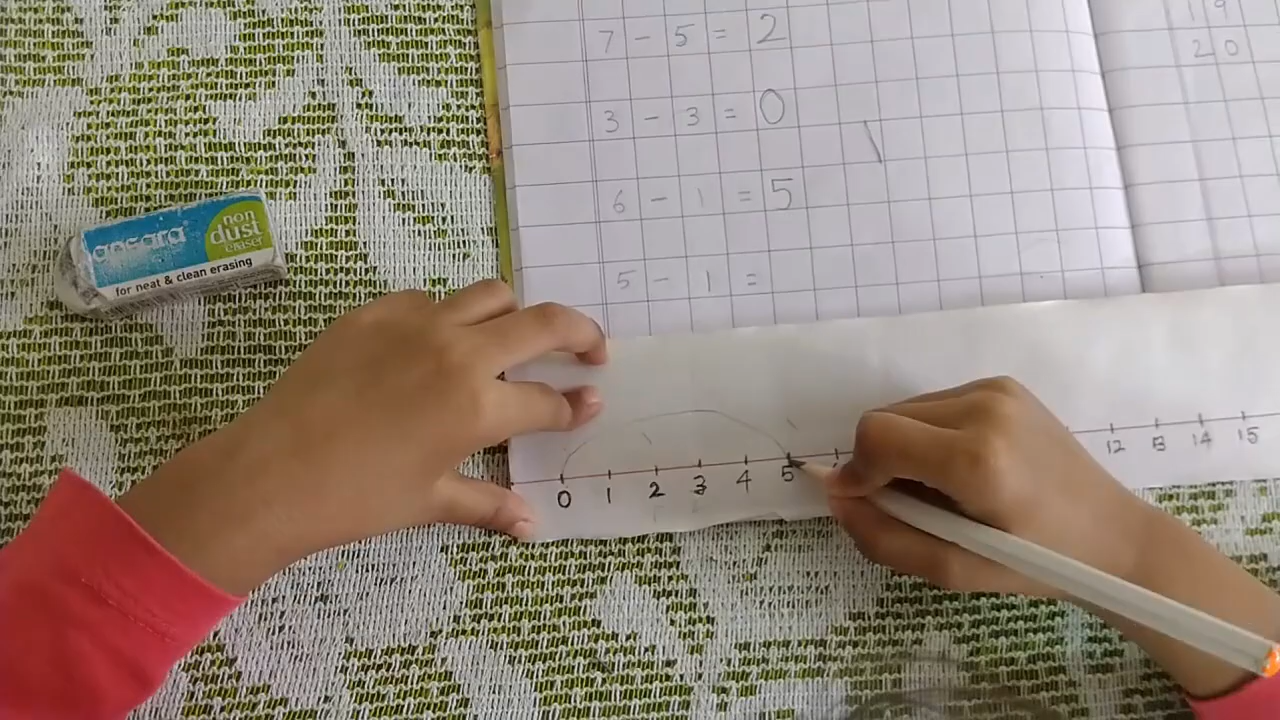 19
20
7 - 5 = 2
3 - 3 = 0
6 - 1 = 5
5 - 1 =
apsara
non
dust
eraser
for neat & clean erasing
0 1 2 3 4 5 12 13 14 15